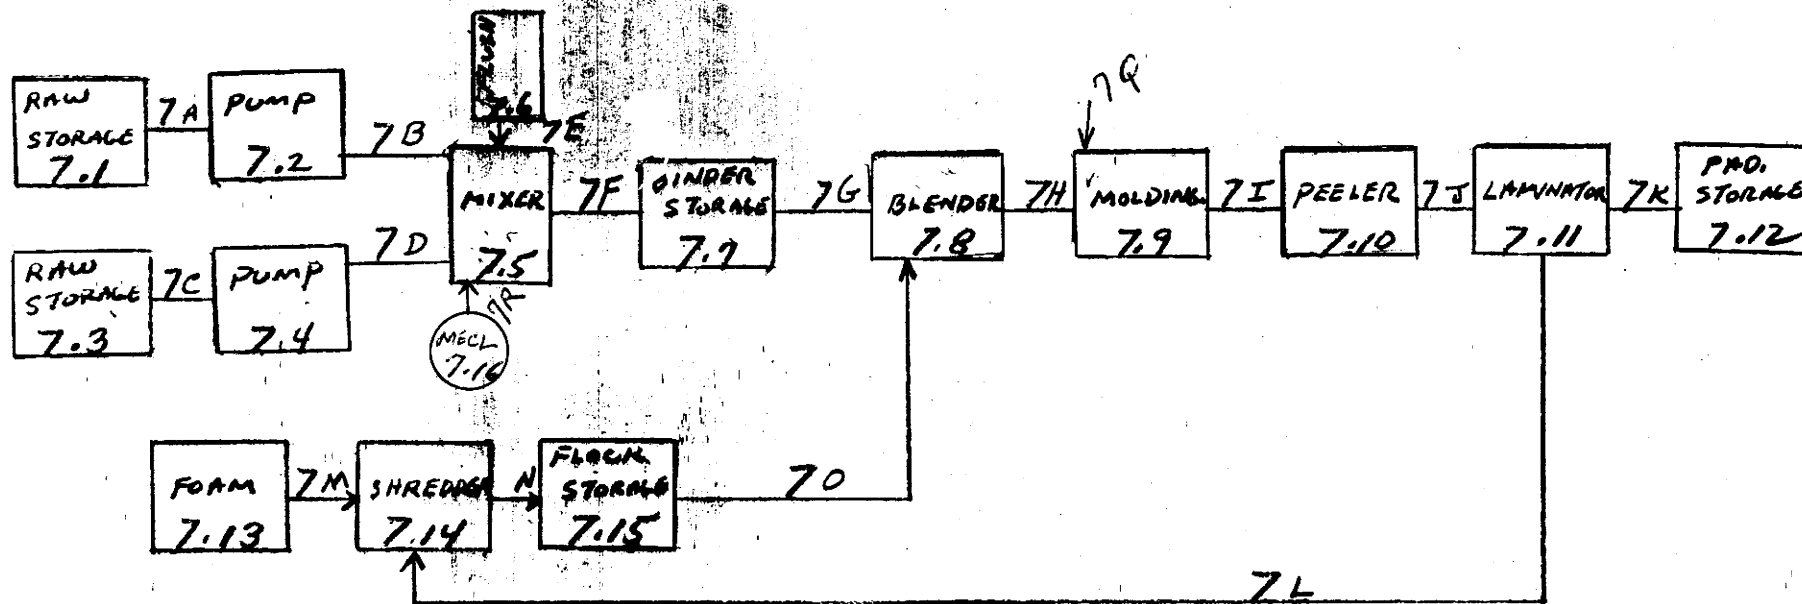 7.6
7E
7Q
RAW
STORAGE
7.1
7A
PUMP
7.2
7B
MIXER
7.5
7F
BINDER
STORAGE
7.7
7G
BLENDER
7.8
7H
MOLDING
7.9
7I
PEELER
7.10
7J
LAMINATOR
7.11
7K
PAD.
STORAGE
7.12
RAW
STORAGE
7.3
7C
PUMP
7.4
7D
7R
MECL
7.16
FOAM
7.13
7M
SHREDDER
7.14
N
FLOCK
STORAGE
7.15
7O
7L